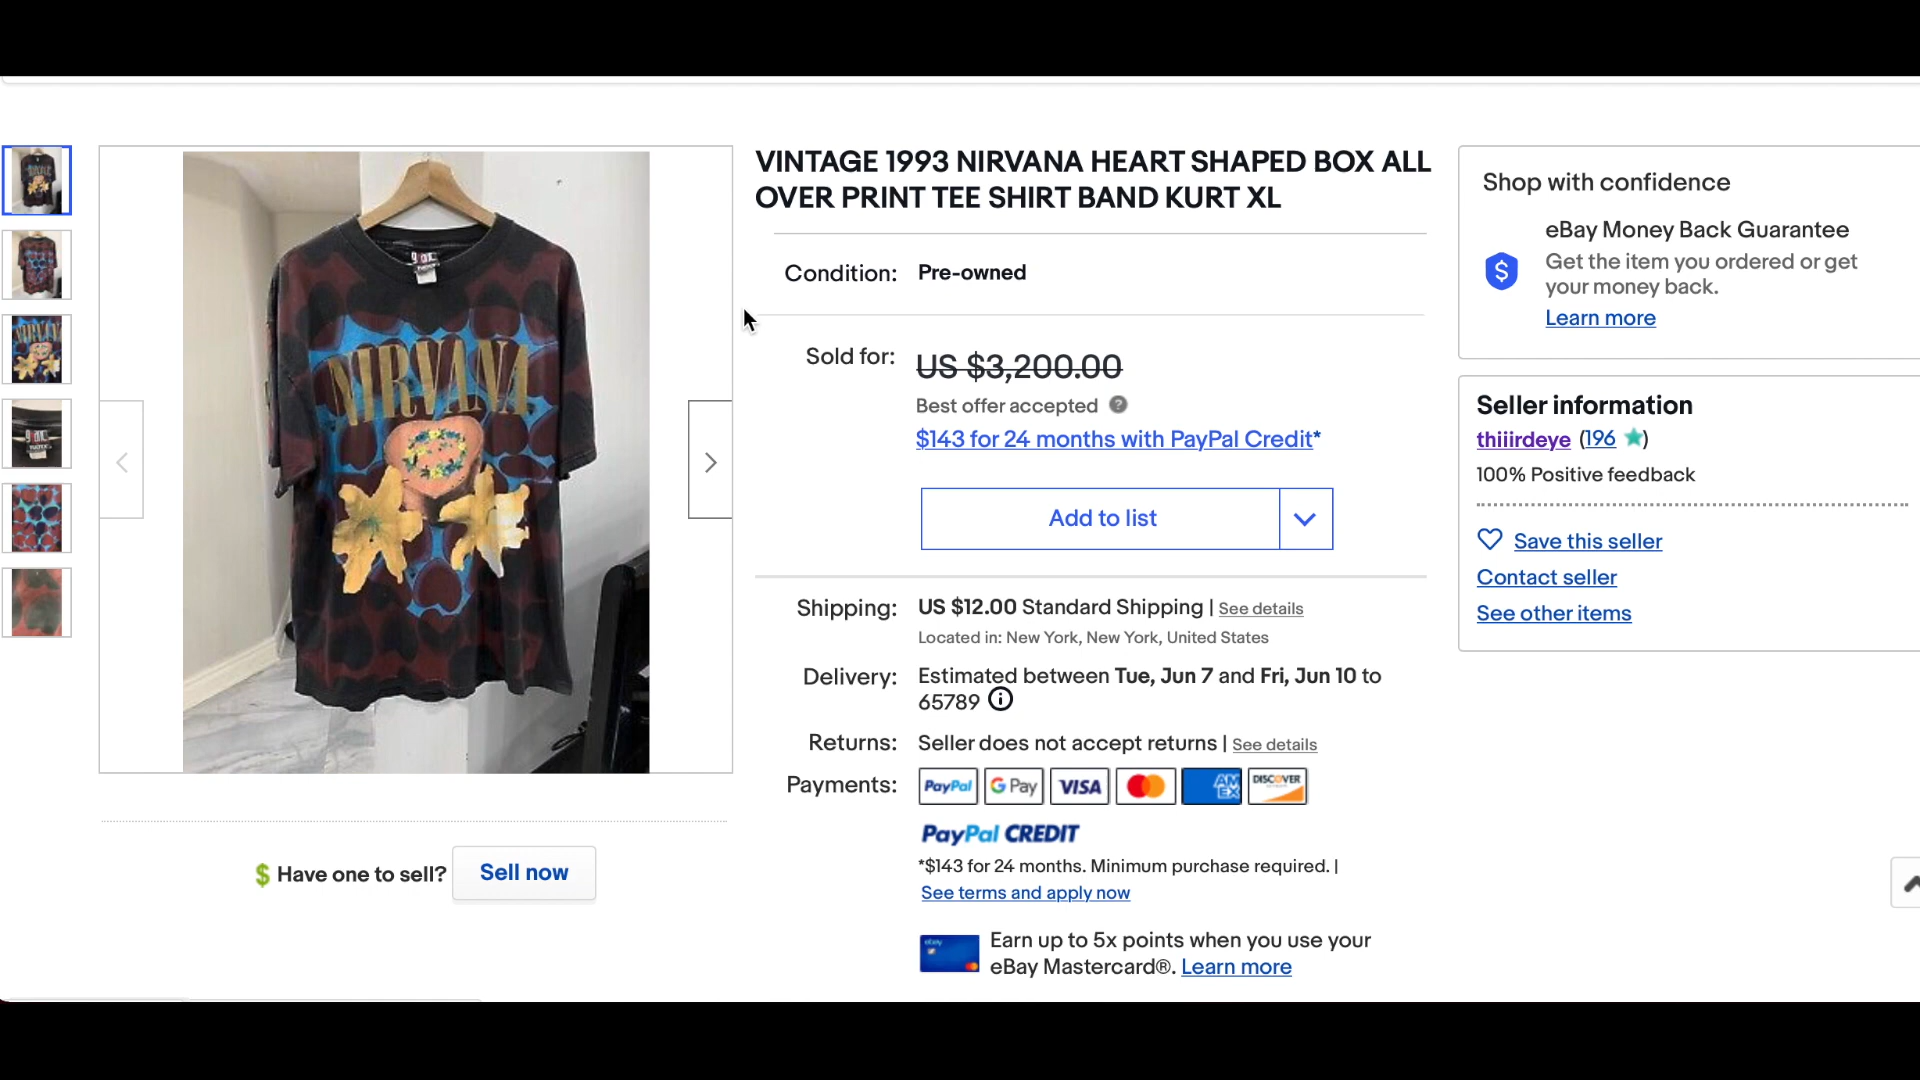 VINTAGE 1993 NIRVANA HEART SHAPED BOX ALL
OVER PRINT TEE SHIRT BAND KURT XL
Condition: Pre-owned
Sold for: US $3,200.00
Best offer accepted
$143 for 24 months with PayPal Credit*
Add to list
Shipping: US $12.00 Standard Shipping | See details
Located in: New York, New York, United States
Delivery: Estimated between Tue, Jun 7 and Fri, Jun 10 to
65789
Returns: Seller does not accept returns | See details
Payments: PayPal G Pay VISA AMEX DISCOVER
PayPal CREDIT
*$143 for 24 months. Minimum purchase required. |
See terms and apply now
ebay
Earn up to 5x points when you use your
eBay Mastercard®. Learn more
NIRVANA
giant
$ Have one to sell? Sell now
Shop with confidence
eBay Money Back Guarantee
$
Get the item you ordered or get
your money back.
Learn more
Seller information
thiiirdeye (196)
100% Positive feedback
Save this seller
Contact seller
See other items